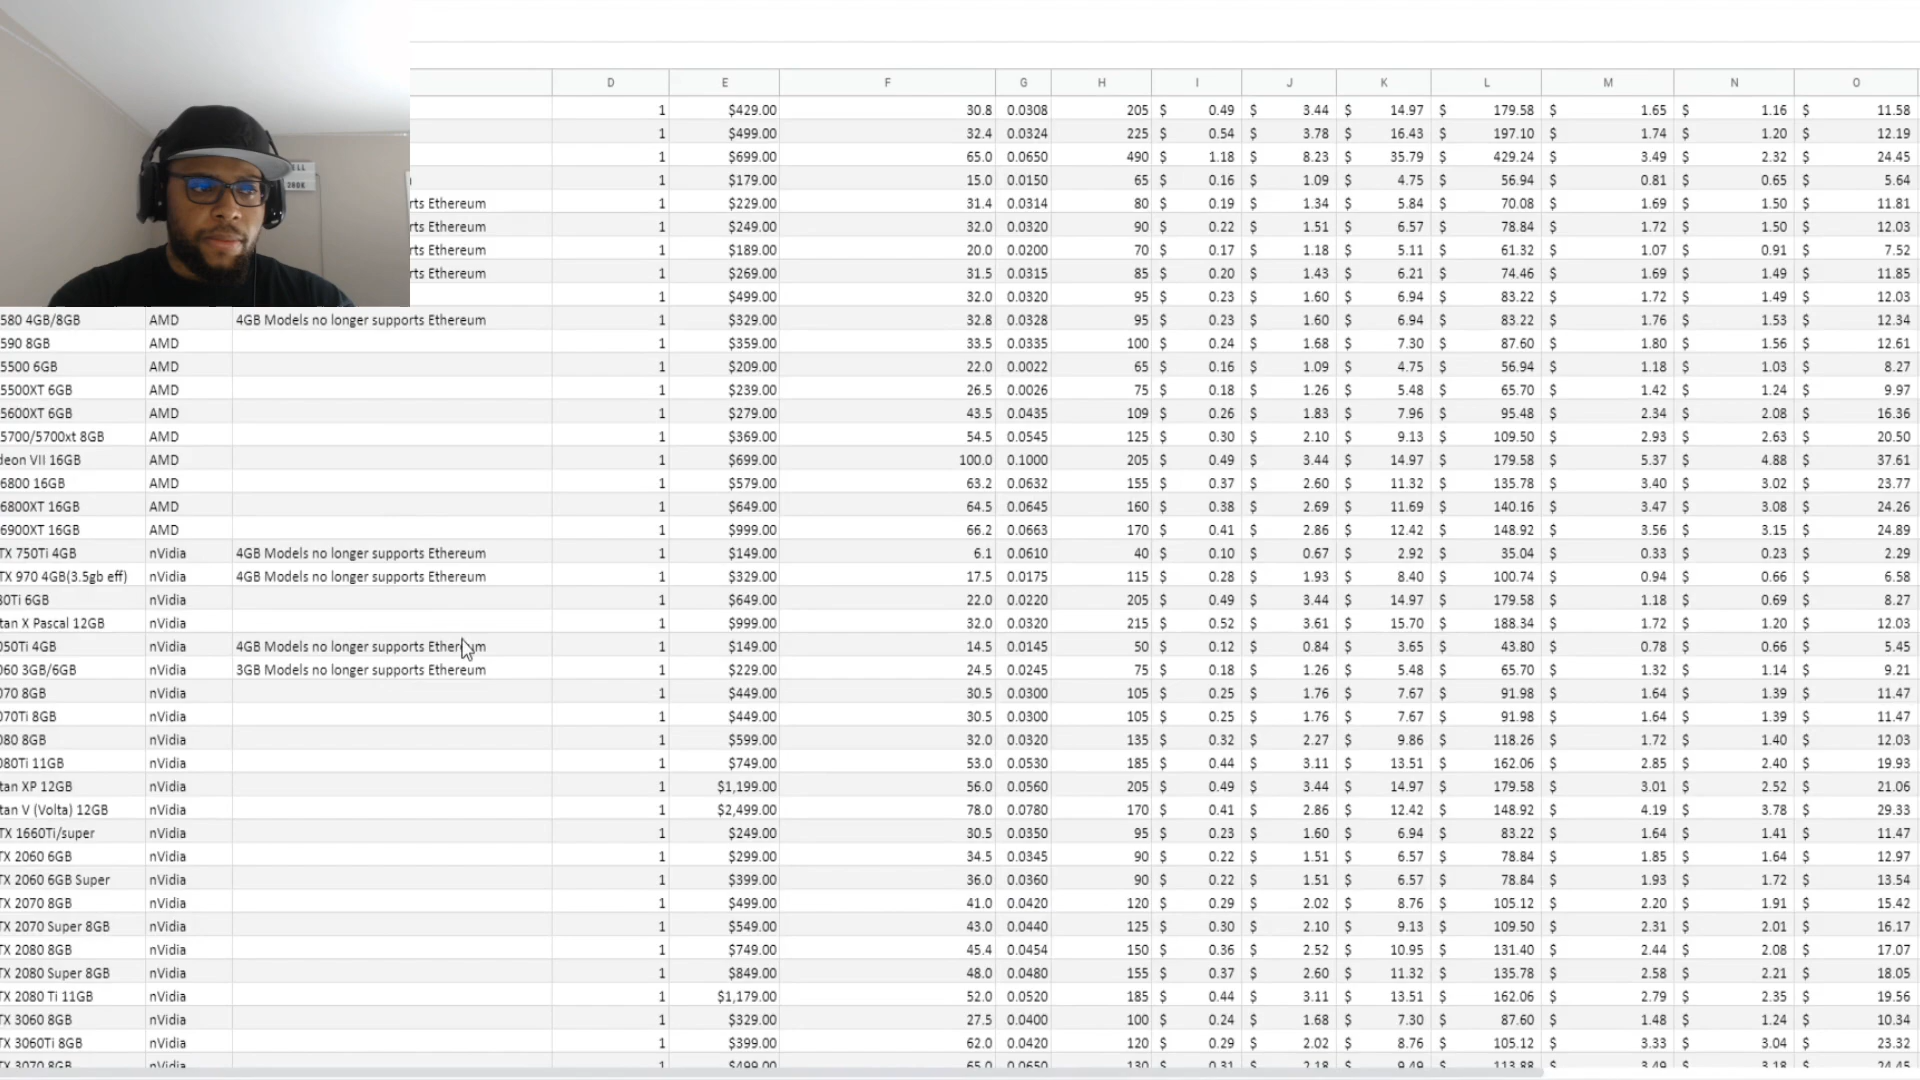 D E F G H I J K L M N O
1 $429.00 30.8 0.0308 205 $ 0.49 $ 3.44 $ 14.97 $ 179.58 $ 1.65 $ 1.16 $ 11.58
1 $499.00 32.4 0.0324 225 $ 0.54 $ 3.78 $ 16.43 $ 197.10 $ 1.74 $ 1.20 $ 12.19
1 $699.00 65.0 0.0650 490 $ 1.18 $ 8.23 $ 35.79 $ 429.24 $ 3.49 $ 2.32 $ 24.45
1 $179.00 15.0 0.0150 65 $ 0.16 $ 1.09 $ 4.75 $ 56.94 $ 0.81 $ 0.65 $ 5.64
rts Ethereum 1 $229.00 31.4 0.0314 80 $ 0.19 $ 1.34 $ 5.84 $ 70.08 $ 1.69 $ 1.50 $ 11.81
rts Ethereum 1 $249.00 32.0 0.0320 90 $ 0.22 $ 1.51 $ 6.57 $ 78.84 $ 1.72 $ 1.50 $ 12.03
rts Ethereum 1 $189.00 20.0 0.0200 70 $ 0.17 $ 1.18 $ 5.11 $ 61.32 $ 1.07 $ 0.91 $ 7.52
rts Ethereum 1 $269.00 31.5 0.0315 85 $ 0.20 $ 1.43 $ 6.21 $ 74.46 $ 1.69 $ 1.49 $ 11.85
1 $499.00 32.0 0.0320 95 $ 0.23 $ 1.60 $ 6.94 $ 83.22 $ 1.72 $ 1.49 $ 12.03
580 4GB/8GB AMD 4GB Models no longer supports Ethereum 1 $329.00 32.8 0.0328 95 $ 0.23 $ 1.60 $ 6.94 $ 83.22 $ 1.76 $ 1.53 $ 12.34
590 8GB AMD 1 $359.00 33.5 0.0335 100 $ 0.24 $ 1.68 $ 7.30 $ 87.60 $ 1.80 $ 1.56 $ 12.61
5500 6GB AMD 1 $209.00 22.0 0.0022 65 $ 0.16 $ 1.09 $ 4.75 $ 56.94 $ 1.18 $ 1.03 $ 8.27
5500XT 6GB AMD 1 $239.00 26.5 0.0026 75 $ 0.18 $ 1.26 $ 5.48 $ 65.70 $ 1.42 $ 1.24 $ 9.97
5600XT 6GB AMD 1 $279.00 43.5 0.0435 109 $ 0.26 $ 1.83 $ 7.96 $ 95.48 $ 2.34 $ 2.08 $ 16.36
5700/5700xt 8GB AMD 1 $369.00 54.5 0.0545 125 $ 0.30 $ 2.10 $ 9.13 $ 109.50 $ 2.93 $ 2.63 $ 20.50
deon VII 16GB AMD 1 $699.00 100.0 0.1000 205 $ 0.49 $ 3.44 $ 14.97 $ 179.58 $ 5.37 $ 4.88 $ 37.61
6800 16GB AMD 1 $579.00 63.2 0.0632 155 $ 0.37 $ 2.60 $ 11.32 $ 135.78 $ 3.40 $ 3.02 $ 23.77
6800XT 16GB AMD 1 $649.00 64.5 0.0645 160 $ 0.38 $ 2.69 $ 11.69 $ 140.16 $ 3.47 $ 3.08 $ 24.26
6900XT 16GB AMD 1 $999.00 66.2 0.0663 170 $ 0.41 $ 2.86 $ 12.42 $ 148.92 $ 3.56 $ 3.15 $ 24.89
TX 750Ti 4GB nVidia 4GB Models no longer supports Ethereum 1 $149.00 6.1 0.0610 40 $ 0.10 $ 0.67 $ 2.92 $ 35.04 $ 0.33 $ 0.23 $ 2.29
TX 970 4GB(3.5gb eff) nVidia 4GB Models no longer supports Ethereum 1 $329.00 17.5 0.0175 115 $ 0.28 $ 1.93 $ 8.40 $ 100.74 $ 0.94 $ 0.66 $ 6.58
80Ti 6GB nVidia 1 $649.00 22.0 0.0220 205 $ 0.49 $ 3.44 $ 14.97 $ 179.58 $ 1.18 $ 0.69 $ 8.27
tan X Pascal 12GB nVidia 1 $999.00 32.0 0.0320 215 $ 0.52 $ 3.61 $ 15.70 $ 188.34 $ 1.72 $ 1.20 $ 12.03
050Ti 4GB nVidia 4GB Models no longer supports Ethereum 1 $149.00 14.5 0.0145 50 $ 0.12 $ 0.84 $ 3.65 $ 43.80 $ 0.78 $ 0.66 $ 5.45
060 3GB/6GB nVidia 3GB Models no longer supports Ethereum 1 $229.00 24.5 0.0245 75 $ 0.18 $ 1.26 $ 5.48 $ 65.70 $ 1.32 $ 1.14 $ 9.21
070 8GB nVidia 1 $449.00 30.5 0.0300 105 $ 0.25 $ 1.76 $ 7.67 $ 91.98 $ 1.64 $ 1.39 $ 11.47
070Ti 8GB nVidia 1 $449.00 30.5 0.0300 105 $ 0.25 $ 1.76 $ 7.67 $ 91.98 $ 1.64 $ 1.39 $ 11.47
080 8GB nVidia 1 $599.00 32.0 0.0320 135 $ 0.32 $ 2.27 $ 9.86 $ 118.26 $ 1.72 $ 1.40 $ 12.03
080Ti 11GB nVidia 1 $749.00 53.0 0.0530 185 $ 0.44 $ 3.11 $ 13.51 $ 162.06 $ 2.85 $ 2.40 $ 19.93
tan XP 12GB nVidia 1 $1,199.00 56.0 0.0560 205 $ 0.49 $ 3.44 $ 14.97 $ 179.58 $ 3.01 $ 2.52 $ 21.06
tan V (Volta) 12GB nVidia 1 $2,499.00 78.0 0.0780 170 $ 0.41 $ 2.86 $ 12.42 $ 148.92 $ 4.19 $ 3.78 $ 29.33
TX 1660Ti/super nVidia 1 $249.00 30.5 0.0350 95 $ 0.23 $ 1.60 $ 6.94 $ 83.22 $ 1.64 $ 1.41 $ 11.47
TX 2060 6GB nVidia 1 $299.00 34.5 0.0345 90 $ 0.22 $ 1.51 $ 6.57 $ 78.84 $ 1.85 $ 1.64 $ 12.97
TX 2060 6GB Super nVidia 1 $399.00 36.0 0.0360 90 $ 0.22 $ 1.51 $ 6.57 $ 78.84 $ 1.93 $ 1.72 $ 13.54
TX 2070 8GB nVidia 1 $499.00 41.0 0.0420 120 $ 0.29 $ 2.02 $ 8.76 $ 105.12 $ 2.20 $ 1.91 $ 15.42
TX 2070 Super 8GB nVidia 1 $549.00 43.0 0.0440 125 $ 0.30 $ 2.10 $ 9.13 $ 109.50 $ 2.31 $ 2.01 $ 16.17
TX 2080 8GB nVidia 1 $749.00 45.4 0.0454 150 $ 0.36 $ 2.52 $ 10.95 $ 131.40 $ 2.44 $ 2.08 $ 17.07
TX 2080 Super 8GB nVidia 1 $849.00 48.0 0.0480 155 $ 0.37 $ 2.60 $ 11.32 $ 135.78 $ 2.58 $ 2.21 $ 18.05
TX 2080 Ti 11GB nVidia 1 $1,179.00 52.0 0.0520 185 $ 0.44 $ 3.11 $ 13.51 $ 162.06 $ 2.79 $ 2.35 $ 19.56
TX 3060 8GB nVidia 1 $329.00 27.5 0.0400 100 $ 0.24 $ 1.68 $ 7.30 $ 87.60 $ 1.48 $ 1.24 $ 10.34
TX 3060Ti 8GB nVidia 1 $399.00 62.0 0.0420 120 $ 0.29 $ 2.02 $ 8.76 $ 105.12 $ 3.33 $ 3.04 $ 23.32
TX 3070 8GB nVidia 1 $499.00 65.0 0.0650 130 $ 0.31 $ 2.18 $ 9.49 $ 113.88 $ 3.49 $ 3.18 $ 24.45